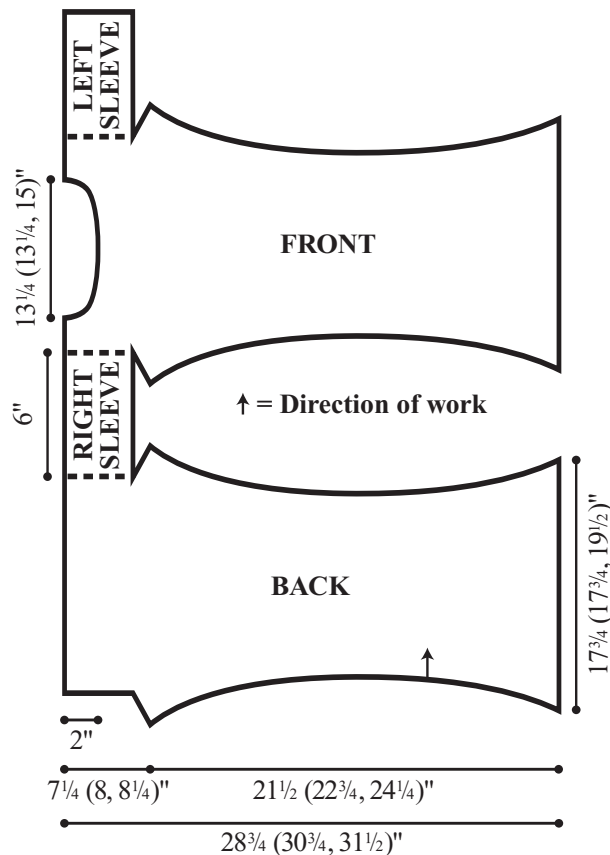 LEFT
SLEEVE
13¼ (13¼, 15)"
FRONT
RIGHT
SLEEVE
6"
↑ = Direction of work
BACK
17¾ (17¾, 19½)"
2"
7¼ (8, 8¼)"
21½ (22¾, 24¼)"
28¾ (30¾, 31½)"